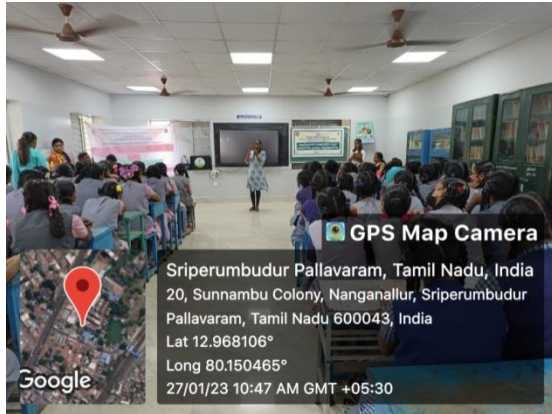 GPS Map Camera
Sriperumbudur Pallavaram, Tamil Nadu, India
20, Sunnambu Colony, Nanganallur, Sriperumbudur
Pallavaram, Tamil Nadu 600043, India
Lat 12.968106°
Long 80.150465°
27/01/23 10:47 AM GMT +05:30
Google